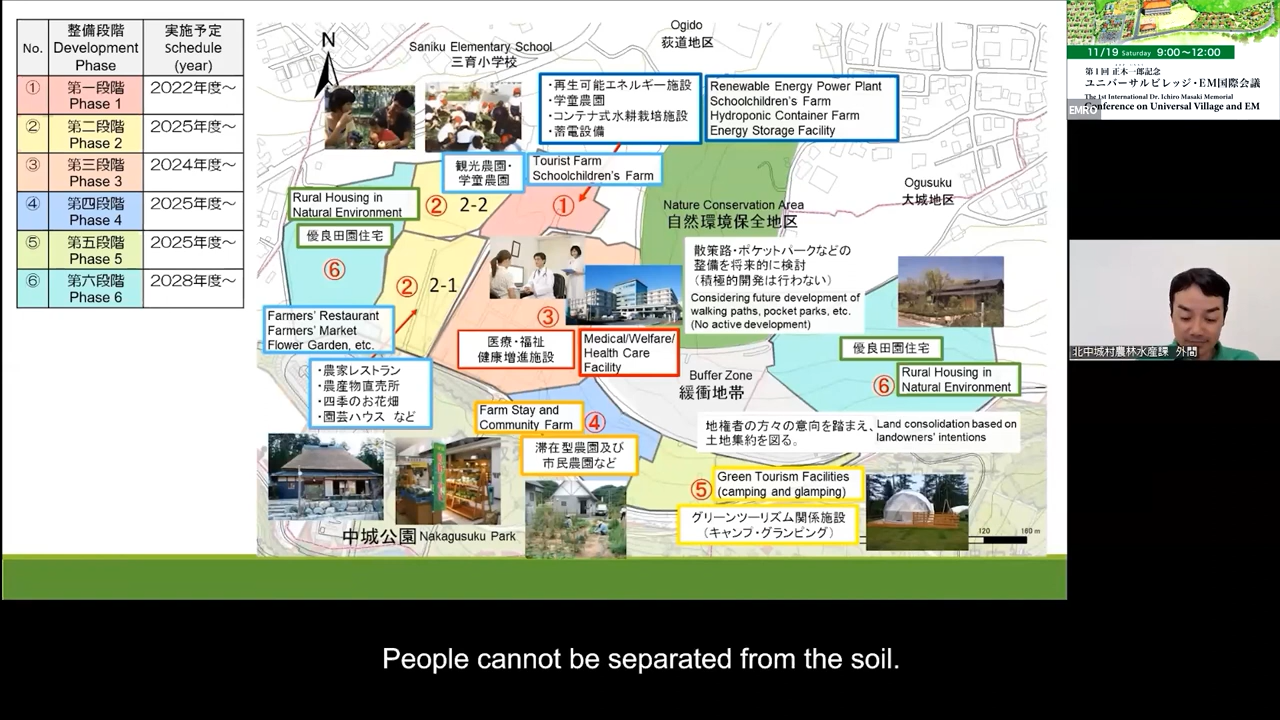 No.
整備段階
Development
Phase
実施予定
Schedule
(year)
①
第一段階
Phase 1
2022年度～
②
第二段階
Phase 2
2025年度～
③
第三段階
Phase 3
2024年度～
④
第四段階
Phase 4
2025年度～
⑤
第五段階
Phase 5
2025年度～
⑥
第六段階
Phase 6
2028年度～
N
Saniku Elementary School
三育小学校
Ogido
荻道地区
・再生可能エネルギー施設
・学童農園
・コンテナ式水耕栽培施設
・蓄電設備
Renewable Energy Power Plant
Schoolchildren's Farm
Hydroponic Container Farm
Energy Storage Facility
観光農園・
学童農園
Tourist Farm
Schoolchildren's Farm
Rural Housing in
Natural Environment
優良田園住宅
② 2-2
①
Nature Conservation Area
自然環境保全地区
Ogusuku
大城地区
⑥
② 2-1
散策路・ポケットパークなどの
整備を将来的に検討
（積極的開発は行わない）
Considering future development of
walking paths, pocket parks, etc.
(No active development)
Farmers' Restaurant
Farmers' Market
Flower Garden, etc.
・農家レストラン
・農産物直売所
・四季のお花畑
・園芸ハウス など
③
医療・福祉
健康増進施設
Medical/Welfare/
Health Care
Facility
Buffer Zone
緩衝地帯
優良田園住宅
⑥
Rural Housing in
Natural Environment
Farm Stay and
Community Farm
④
滞在型農園及び
市民農園など
地権者の方々の意向を踏まえ、
土地集約を図る。
Land consolidation based on
landowners' intentions
⑤
Green Tourism Facilities
(camping and glamping)
グリーンツーリズム関係施設
（キャンプ・グランピング）
中城公園 Nakagusuku Park
120
160 m
11/19 Saturday 9:00～12:00
第1回 正木一郎記念
ユニバーサルビレッジ・EM国際会議
The 1st International Dr. Ichiro Masaki Memorial
Conference on Universal Village and EM
EMRO
北中城村農林水産課 外間
People cannot be separated from the soil.